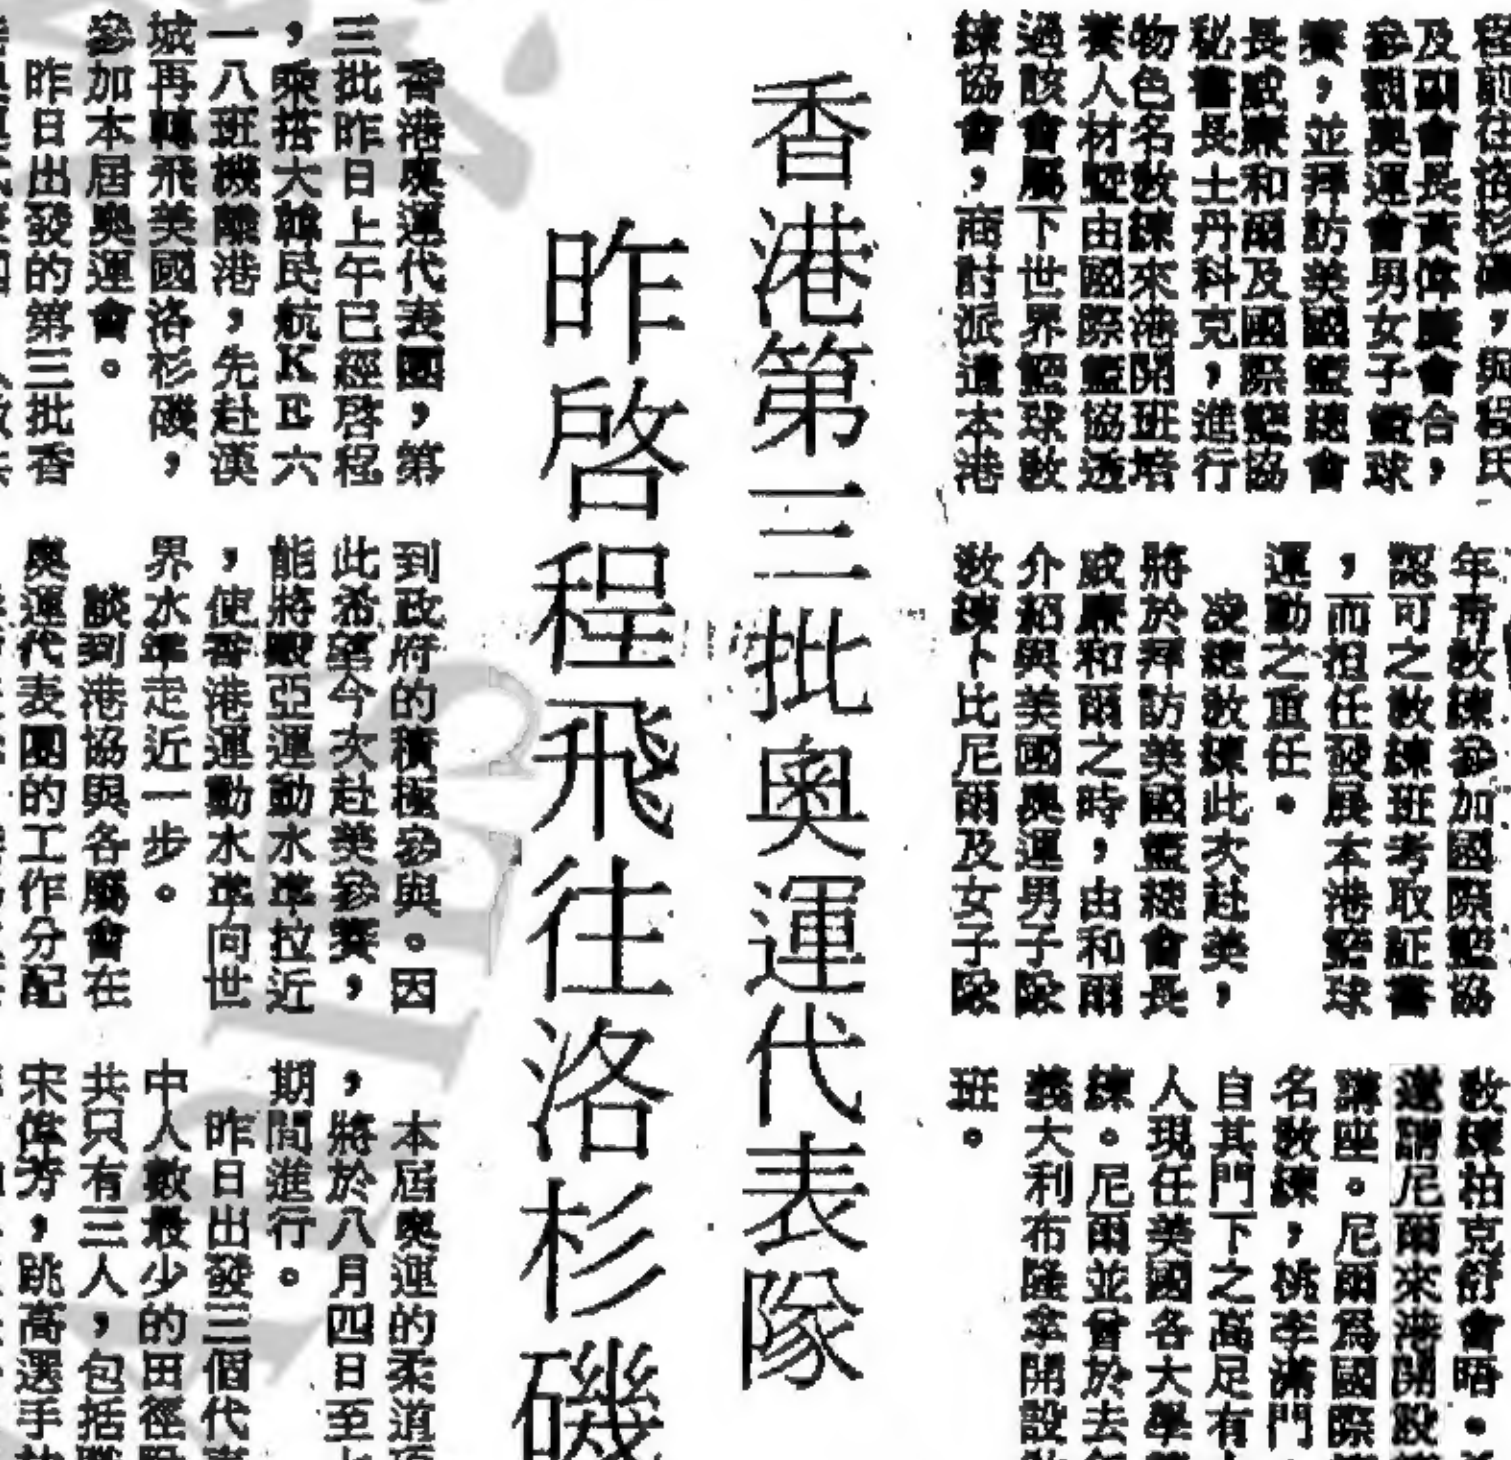 香港第三批奧運代表隊
昨啓程飛往洛杉磯
及副會長黃偉慶會合，
參觀奧運會男女子籃球
賽，並拜訪美國籃總會
長威廉和爾及國際籃協
秘書長士丹科克，進行
物色名教練來港開班培
養人材暨由國際籃協透
過該會屬下世界籃球教
練協會，商討派遣本港
年青教練參加國際籃協
認可之教練班考取証書
，而担任發展本港籃球
運動之重任。
總教練此次赴美，
將於拜訪美國籃總會長
威廉和爾之時，由和爾
介紹與美國奧運男子隊
教練卜比尼爾及女子隊
教練柏克舒會晤。
邀請尼爾來港開設
講座。尼爾爲國際
名教練，桃李滿門
自其門下之高足有
人現任美國各大學
練。尼爾並曾於去
義大利布隆拿開設
班。
香港奧運代表團，第
三批昨日上午已經啓程
，乘搭大韓民航KE六
一八班機離港，先赴漢
城再轉飛美國洛杉磯，
參加本屆奧運會。
昨日出發的第三批香
到政府的積極參與。因
此希望今次赴美參賽，
能將與亞運動水準拉近
，使香港運動水準向世
界水準走近一步。
談到港協與各屬會在
奧運代表團的工作分配
本屆奧運的柔道項
，將於八月四日至
期間進行。
昨日出發三個代表
中人數最少的田徑
共只有三人，包括
宋偉芳，跳高選手